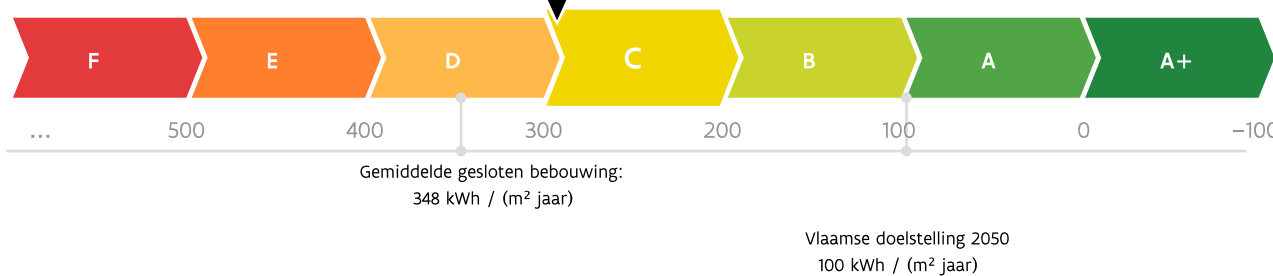 F E D C B A A+
... 500 400 300 200 100 0 −100
Gemiddelde gesloten bebouwing:
348 kWh / (m² jaar)
Vlaamse doelstelling 2050
100 kWh / (m² jaar)